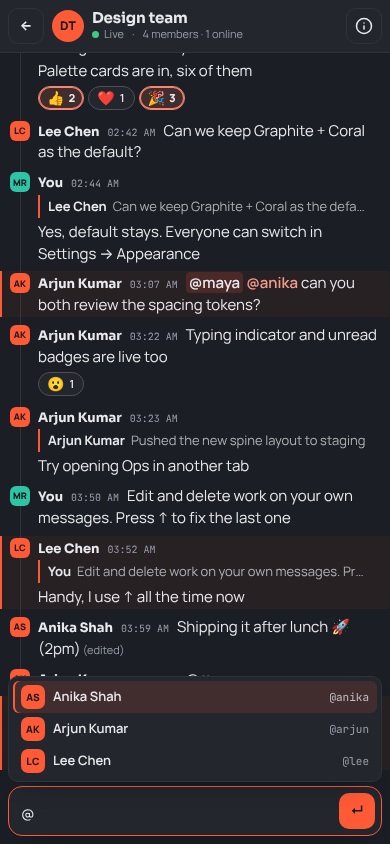 DT
Design team
Live · 4 members · 1 online
Palette cards are in, six of them
👍 2 ❤️ 1 🎉 3
LC Lee Chen 02:42 AM Can we keep Graphite + Coral
as the default?
MR You 02:44 AM
Lee Chen Can we keep Graphite + Coral as the defa...
Yes, default stays. Everyone can switch in
Settings → Appearance
AK Arjun Kumar 03:07 AM @maya @anika can you
both review the spacing tokens?
AK Arjun Kumar 03:22 AM Typing indicator and unread
badges are live too
😮 1
AK Arjun Kumar 03:23 AM
Arjun Kumar Pushed the new spine layout to staging
Try opening Ops in another tab
MR You 03:50 AM Edit and delete work on your own
messages. Press ↑ to fix the last one
LC Lee Chen 03:52 AM
You Edit and delete work on your own messages. Pr...
Handy, I use ↑ all the time now
AS Anika Shah 03:59 AM Shipping it after lunch 🚀
(2pm) (edited)
AS Anika Shah @anika
AK Arjun Kumar @arjun
LC Lee Chen @lee
@